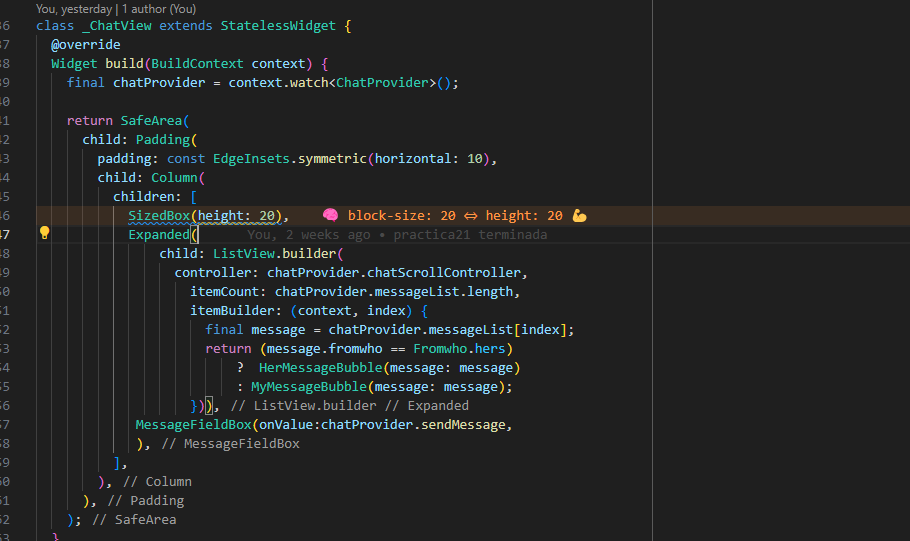 You, yesterday | 1 author (You)
36 class _ChatView extends StatelessWidget {
37 @override
38 Widget build(BuildContext context) {
39 final chatProvider = context.watch<ChatProvider>();
40
41 return SafeArea(
42 child: Padding(
43 padding: const EdgeInsets.symmetric(horizontal: 10),
44 child: Column(
45 children: [
46 SizedBox(height: 20), 🧠 block-size: 20 ⇔ height: 20 💪
47 Expanded( You, 2 weeks ago • practica21 terminada
48 child: ListView.builder(
49 controller: chatProvider.chatScrollController,
50 itemCount: chatProvider.messageList.length,
51 itemBuilder: (context, index) {
52 final message = chatProvider.messageList[index];
53 return (message.fromwho == Fromwho.hers)
54 ? HerMessageBubble(message: message)
55 : MyMessageBubble(message: message);
56 })), // ListView.builder // Expanded
57 MessageFieldBox(onValue:chatProvider.sendMessage,
58 ), // MessageFieldBox
59 ],
60 ), // Column
61 ), // Padding
62 ); // SafeArea
63 }